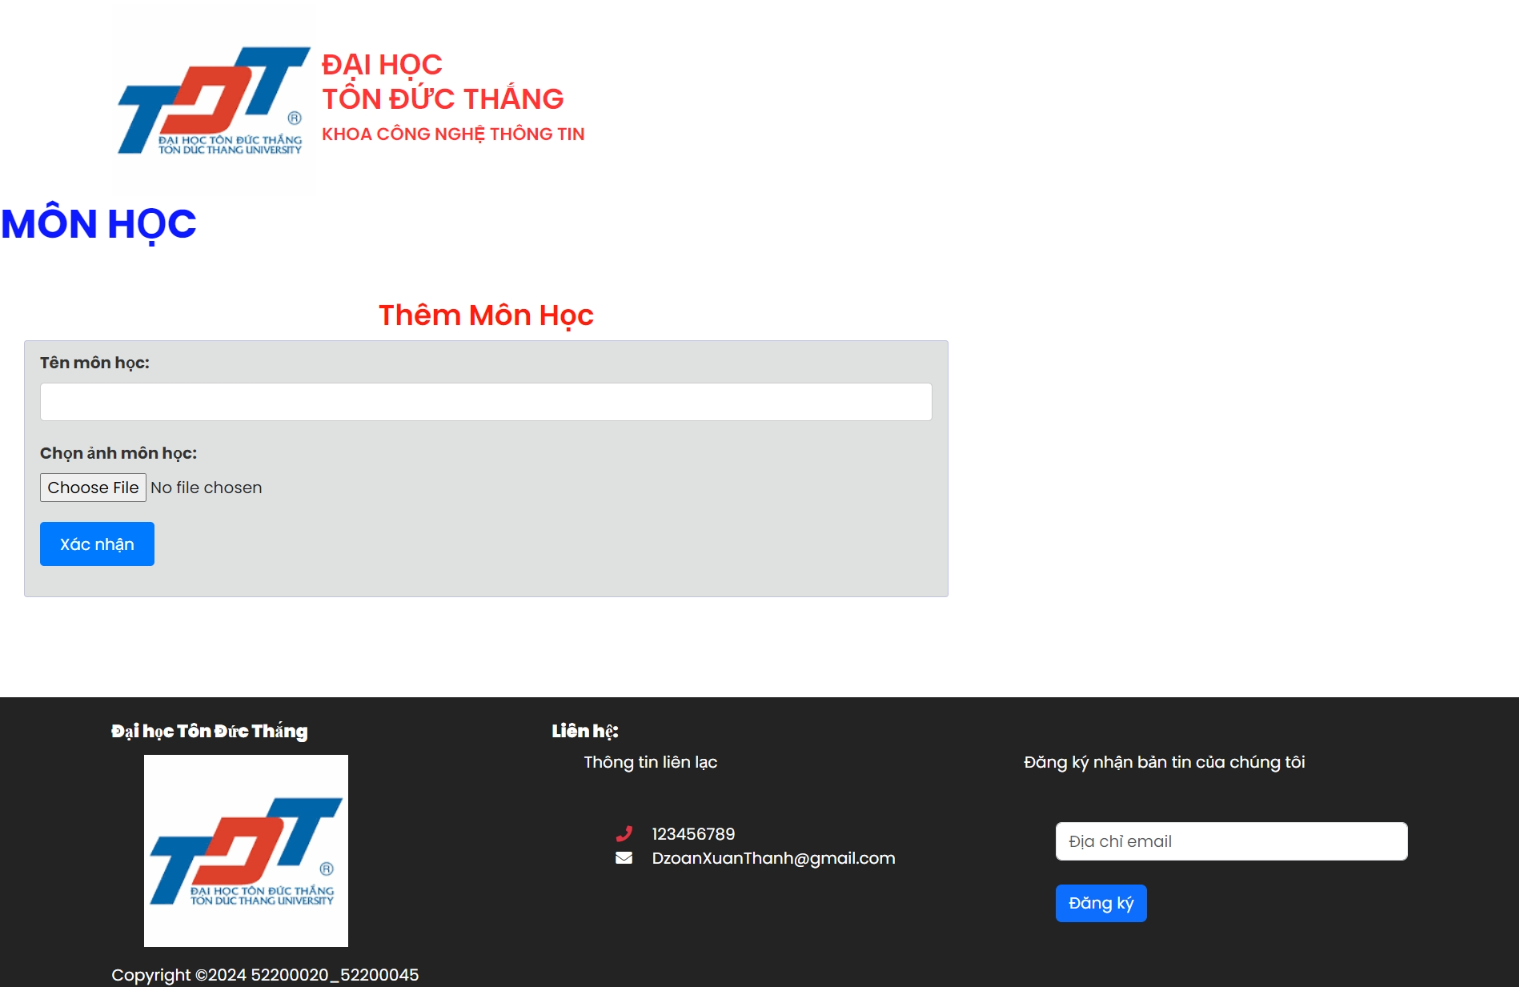 ĐẠI HỌC
TÔN ĐỨC THẮNG
KHOA CÔNG NGHỆ THÔNG TIN
®
ĐẠI HỌC TÔN ĐỨC THẮNG
TON DUC THANG UNIVERSITY
MÔN HỌC
Thêm Môn Học
Tên môn học:
Chọn ảnh môn học:
Choose File No file chosen
Xác nhận
Đại học Tôn Đức Thắng
®
ĐẠI HỌC TÔN ĐỨC THẮNG
TON DUC THANG UNIVERSITY
Copyright ©2024 52200020_52200045
Liên hệ:
Thông tin liên lạc
123456789
DzoanXuanThanh@gmail.com
Đăng ký nhận bản tin của chúng tôi
Địa chỉ email
Đăng ký